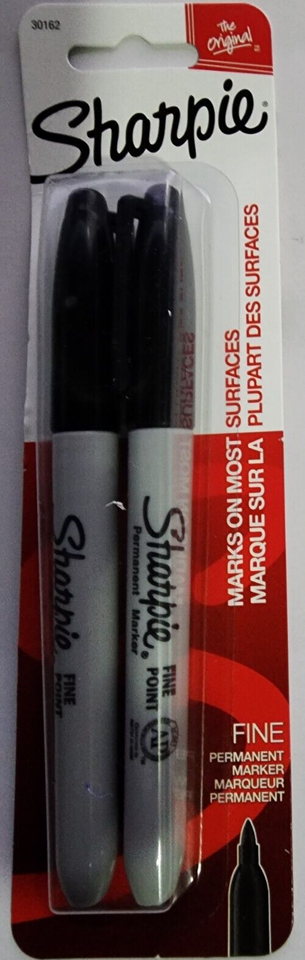 30162
The
Original
Sharpie®
MARKS ON MOST SURFACES
MARQUE SUR LA PLUPART DES SURFACES
Sharpie
FINE
POINT
Sharpie®
Permanent Marker
FINE
POINT
AP
FINE
PERMANENT
MARKER
MARQUEUR
PERMANENT